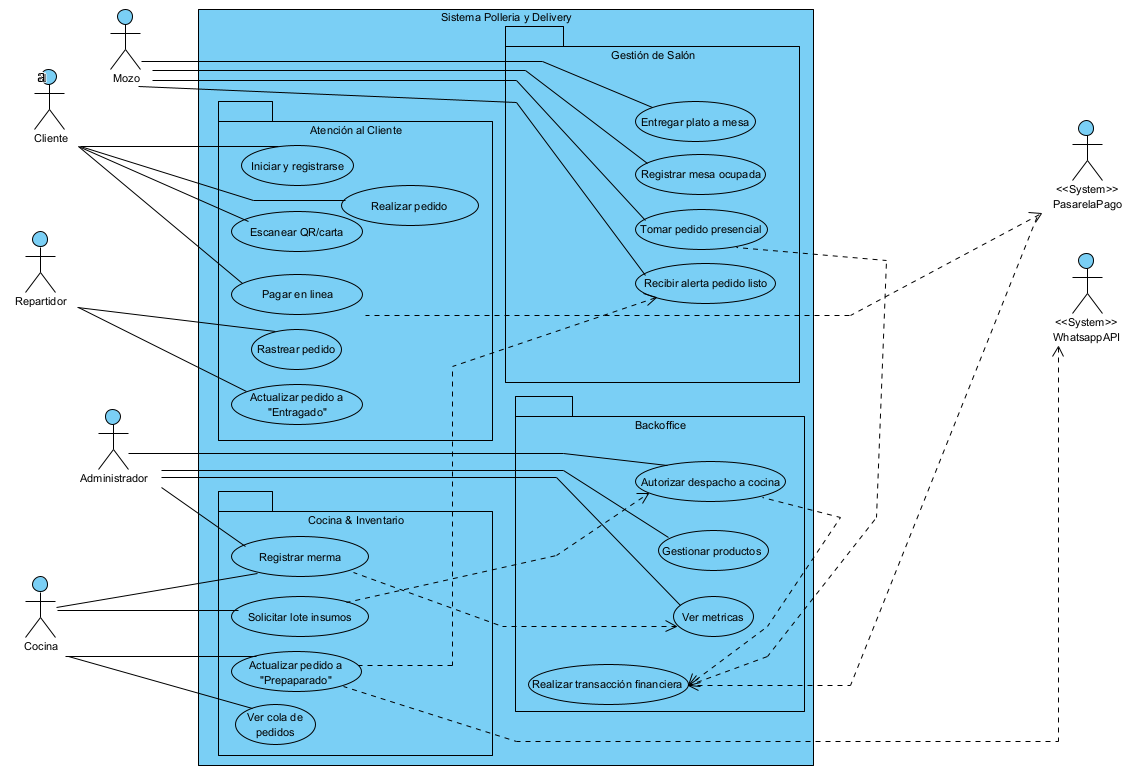 Sistema Polleria y Delivery
Mozo
a
Cliente
Repartidor
Administrador
Cocina
Atención al Cliente
Iniciar y registrarse
Realizar pedido
Escanear QR/carta
Pagar en linea
Rastrear pedido
Actualizar pedido a
"Entragado"
Gestión de Salón
Entregar plato a mesa
Registrar mesa ocupada
Tomar pedido presencial
Recibir alerta pedido listo
Cocina & Inventario
Registrar merma
Solicitar lote insumos
Actualizar pedido a
"Prepaparado"
Ver cola de
pedidos
Backoffice
Autorizar despacho a cocina
Gestionar productos
Ver metricas
Realizar transacción financiera
<<System>>
PasarelaPago
<<System>>
WhatsappAPI